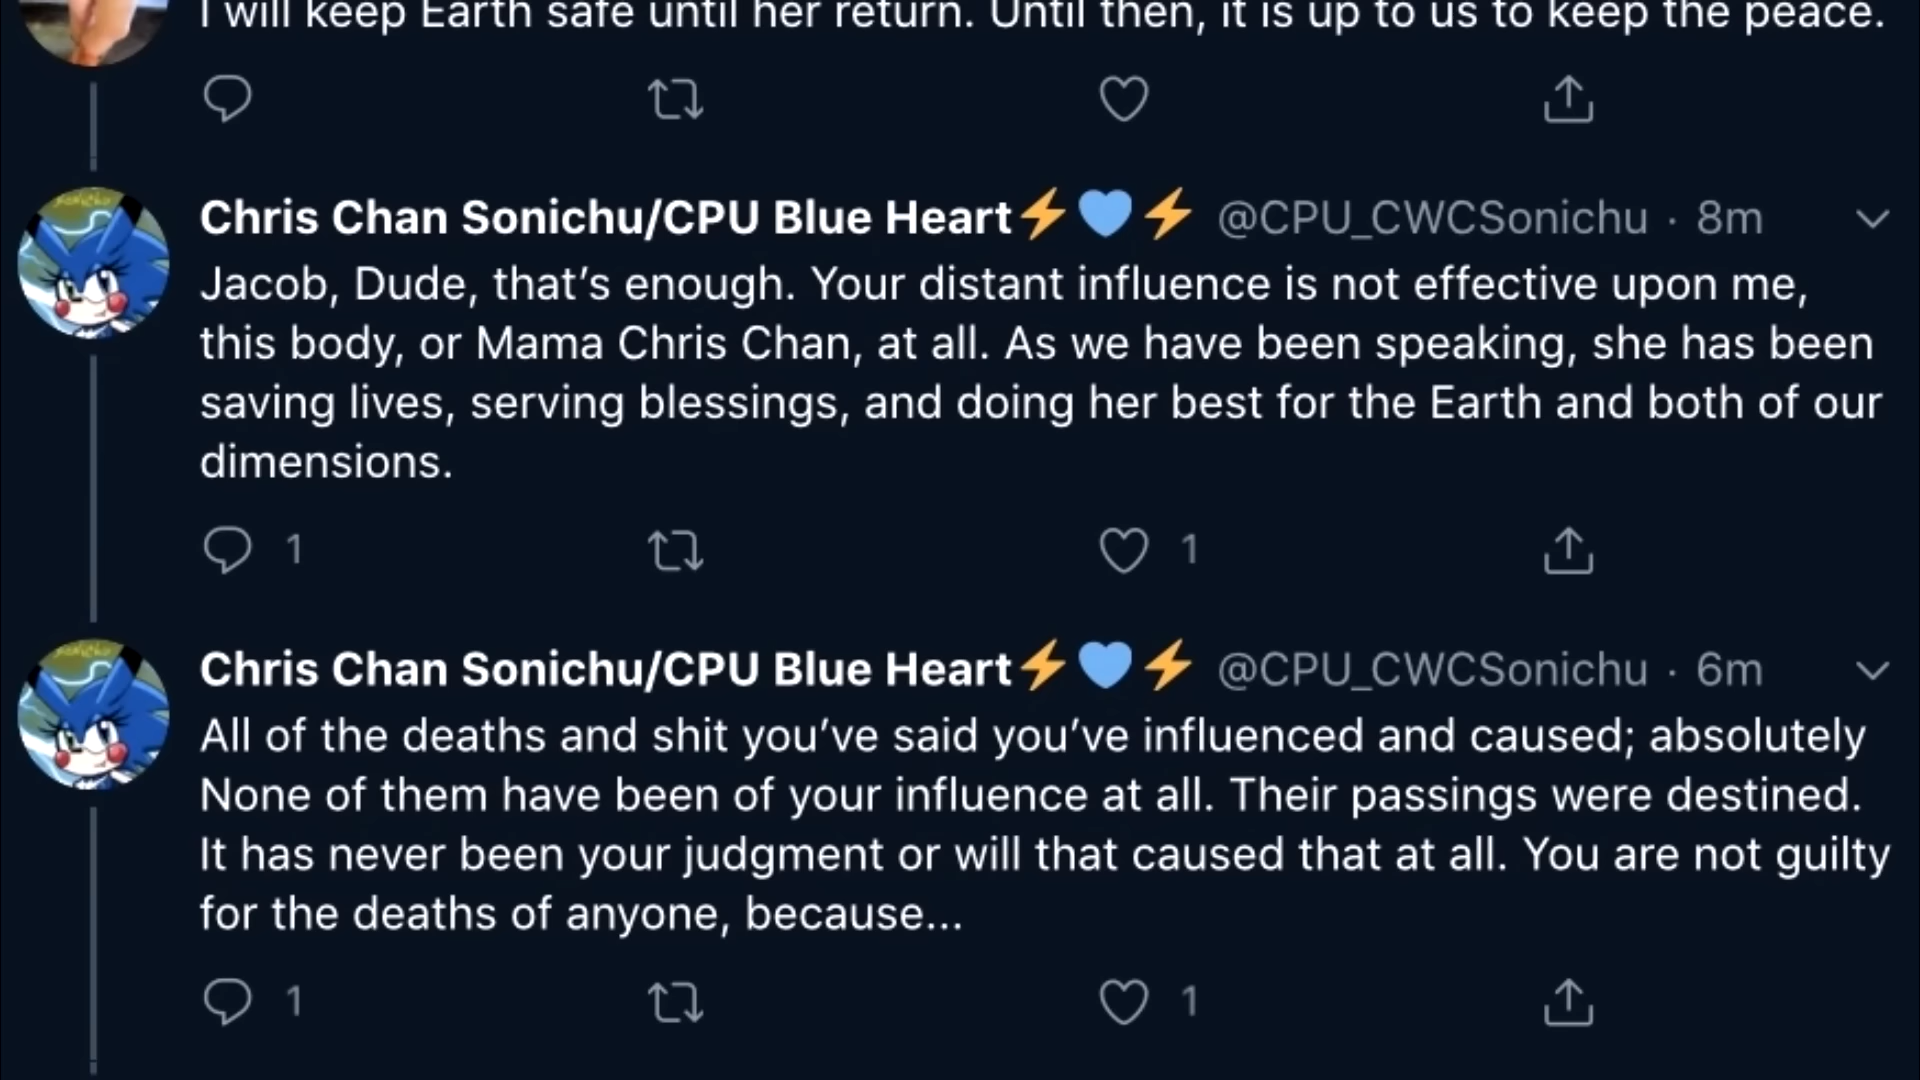 I will keep Earth safe until her return. Until then, it is up to us to keep the peace.
Chris Chan Sonichu/CPU Blue Heart⚡💙⚡ @CPU_CWCSonichu · 8m
Jacob, Dude, that’s enough. Your distant influence is not effective upon me,
this body, or Mama Chris Chan, at all. As we have been speaking, she has been
saving lives, serving blessings, and doing her best for the Earth and both of our
dimensions.
1 1
Chris Chan Sonichu/CPU Blue Heart⚡💙⚡ @CPU_CWCSonichu · 6m
All of the deaths and shit you’ve said you’ve influenced and caused; absolutely
None of them have been of your influence at all. Their passings were destined.
It has never been your judgment or will that caused that at all. You are not guilty
for the deaths of anyone, because...
1 1